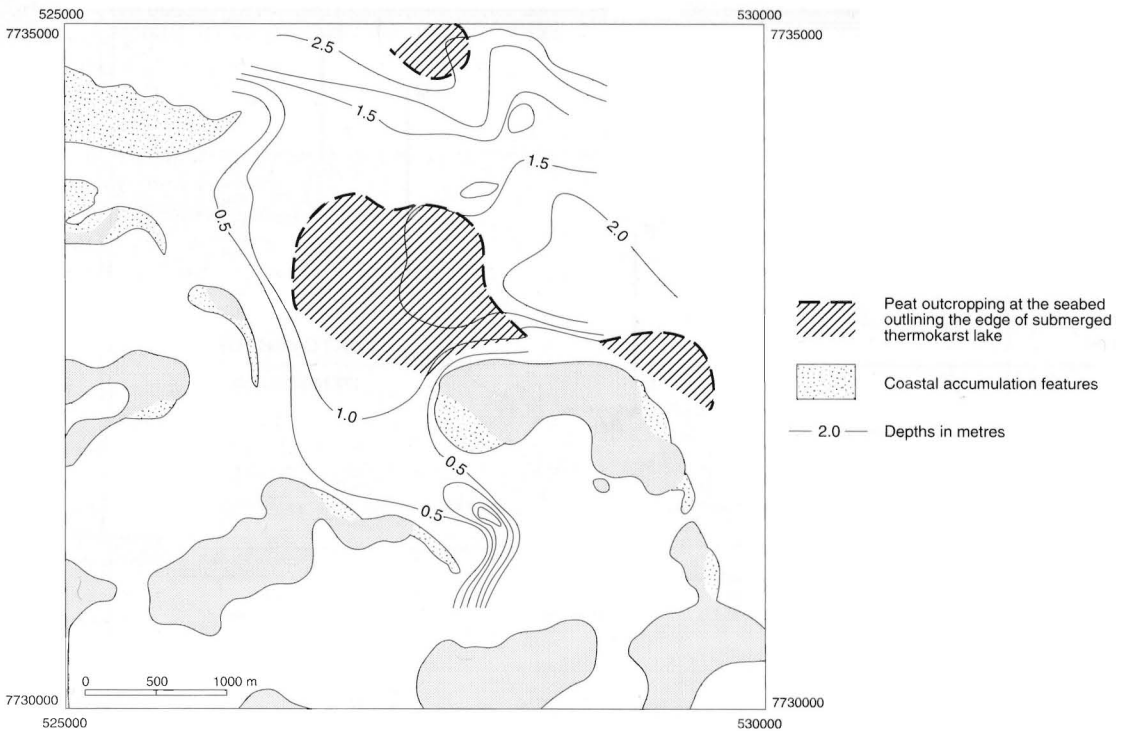 525000
530000
7735000
7735000
2.5
1.5
1.5
2.0
0.5
1.0
0.5
0.5
0 500 1000 m
7730000
7730000
525000
530000
Peat outcropping at the seabed
outlining the edge of submerged
thermokarst lake
Coastal accumulation features
2.0 Depths in metres